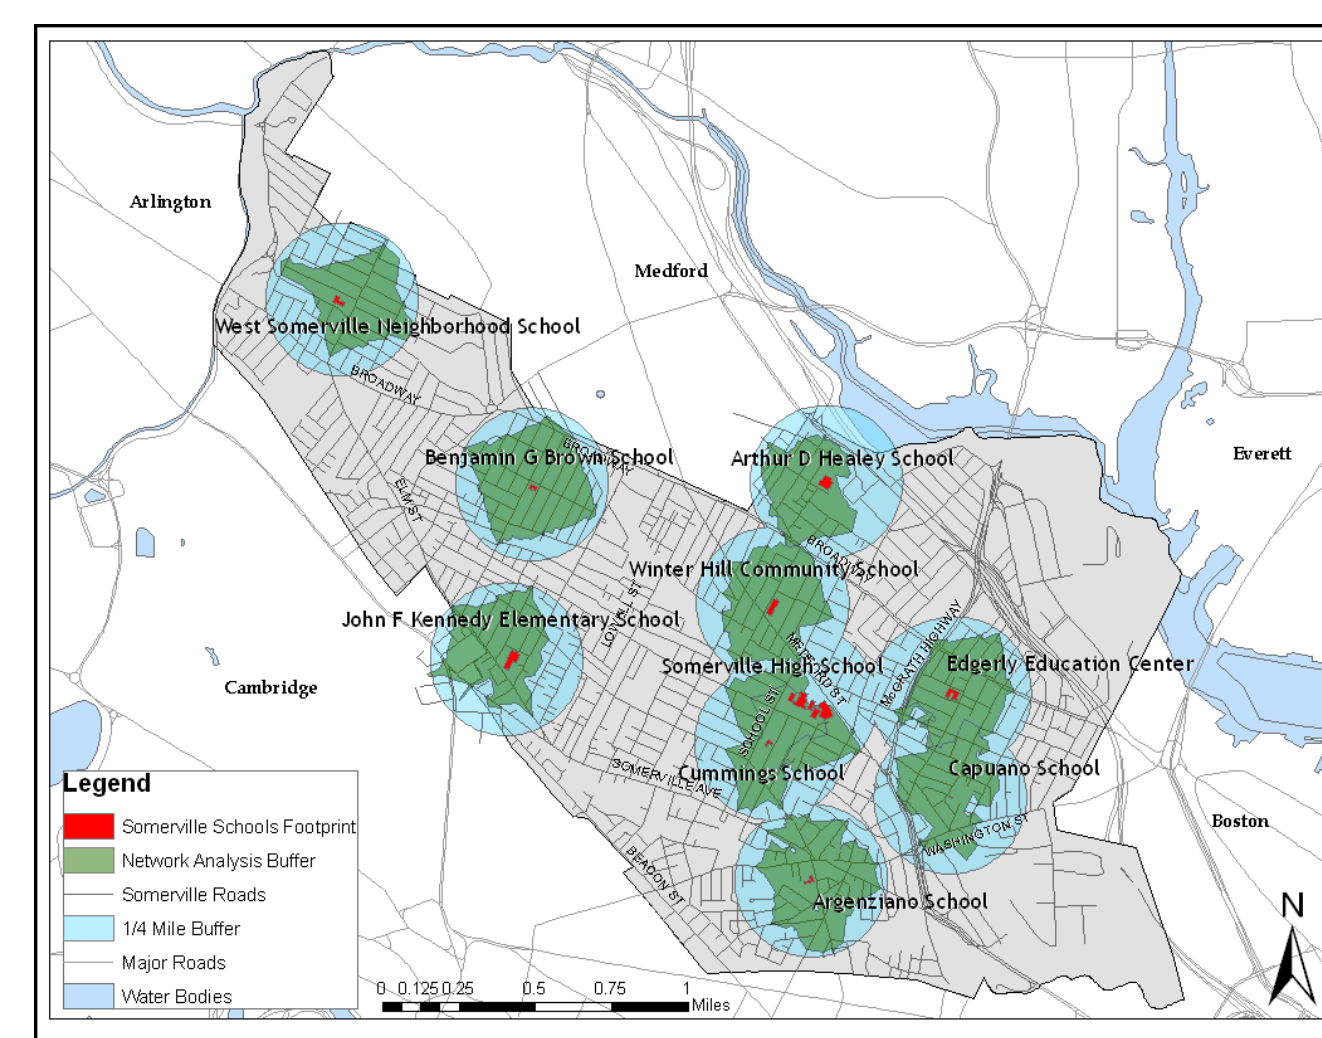 Arlington
Medford
West Somerville Neighborhood School
BROADWAY
BROADWAY
Benjamin G Brown School
Arthur D Healey School
Everett
ELM ST
BROADWAY
Winter Hill Community School
LOWELL ST
John F Kennedy Elementary School
MEDFORD ST
McGRATH HIGHWAY
Somerville High School
Edgerly Education Center
Cambridge
SCHOOL ST
SOMERVILLE AVE
Cummings School
Capuano School
Boston
WASHINGTON ST
BEACON ST
Argenziano School
Legend
Somerville Schools Footprint
Network Analysis Buffer
Somerville Roads
1/4 Mile Buffer
Major Roads
Water Bodies
0 0.125 0.25 0.5 0.75 1
Miles
N